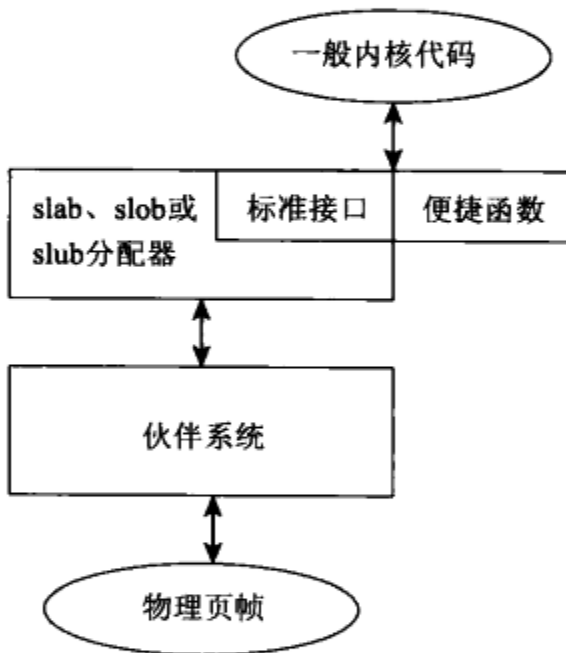 一般内核代码
slab、slob或
slub分配器
标准接口
便捷函数
伙伴系统
物理页帧